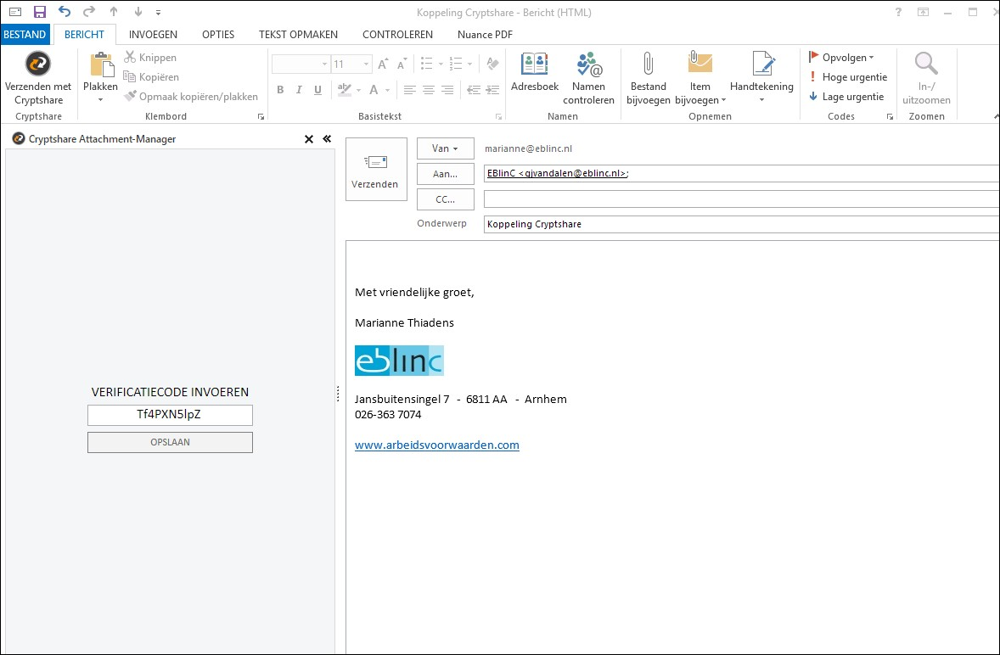 Koppeling Cryptshare - Bericht (HTML)
?
BESTAND BERICHT INVOEGEN OPTIES TEKST OPMAKEN CONTROLEREN Nuance PDF
Verzenden met
Cryptshare
Cryptshare
Plakken
Knippen
Kopiëren
Opmaak kopiëren/plakken
Klembord
11 A A
B I U ab A
Basistekst
Adresboek
Namen
controleren
Namen
Bestand
bijvoegen
Item
bijvoegen
Handtekening
Opnemen
Opvolgen
! Hoge urgentie
Lage urgentie
Codes
In-/
uitzoomen
Zoomen
Cryptshare Attachment-Manager
VERIFICATIECODE INVOEREN
Tf4PXN5lpZ
OPSLAAN
Verzenden
Van marianne@eblinc.nl
Aan... EBlinC <gjvandalen@eblinc.nl>;
CC...
Onderwerp Koppeling Cryptshare
Met vriendelijke groet,
Marianne Thiadens
eblinc
Jansbuitensingel 7 - 6811 AA - Arnhem
026-363 7074
www.arbeidsvoorwaarden.com